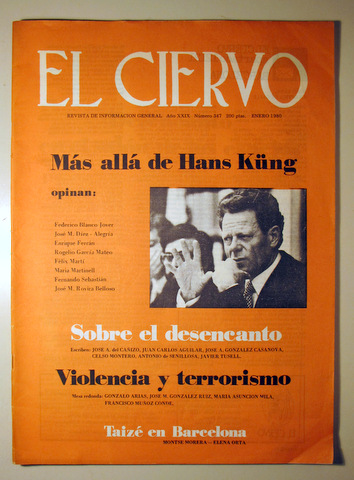 EL CIERVO
REVISTA DE INFORMACION GENERAL Año XXIX Número 347 200 ptas. ENERO 1980
Más allá de Hans Küng
opinan:
Federico Blanco Jover
José M. Díez - Alegría
Enrique Ferrán
Rogelio García Mateo
Félix Martí
María Martinell
Fernando Sebastián
José M. Rovira Belloso
Sobre el desencanto
Escriben: JOSE A. del CAÑIZO, JUAN CARLOS AGUILAR, JOSE A. GONZALEZ CASANOVA,
CELSO MONTERO, ANTONIO de SENILLOSA, JAVIER TUSELL.
Violencia y terrorismo
Mesa redonda: GONZALO ARIAS, JOSE M. GONZALEZ RUIZ, MARIA ASUNCION MILA,
FRANCISCO MUÑOZ CONDE.
Taizé en Barcelona
MONTSE MORERA — ELENA OSTA